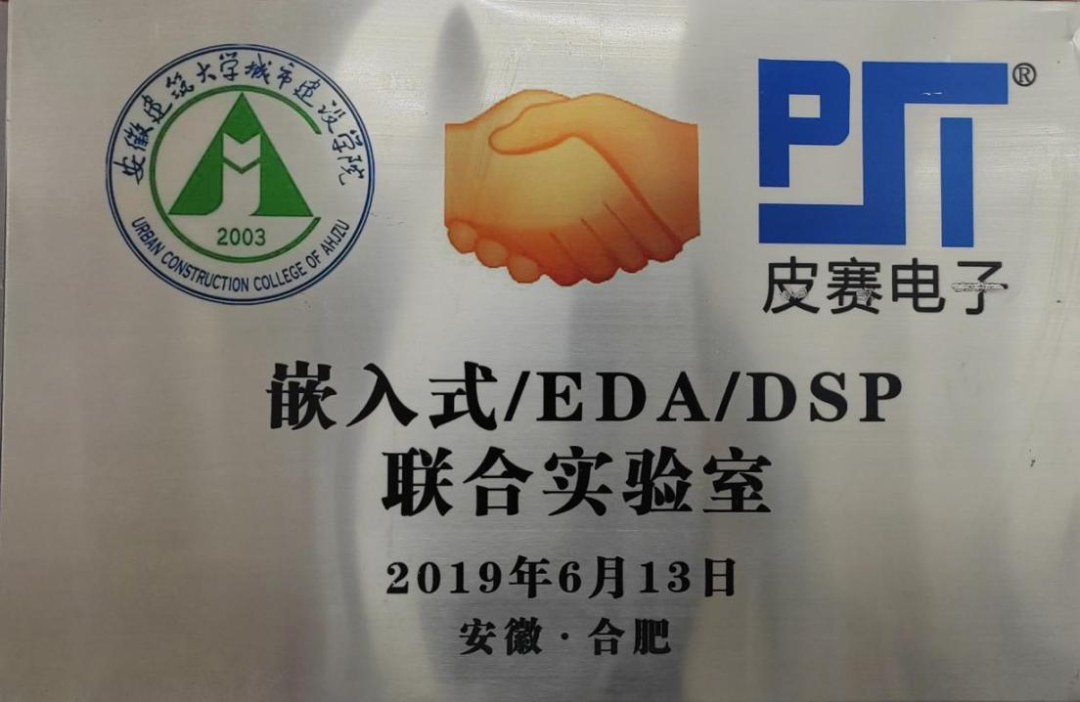 安徽建筑大学城市建设学院
2003
URBAN CONSTRUCTION COLLEGE OF AHJZU
PST
®
皮赛电子
嵌入式/EDA/DSP
联合实验室
2019年6月13日
安徽·合肥